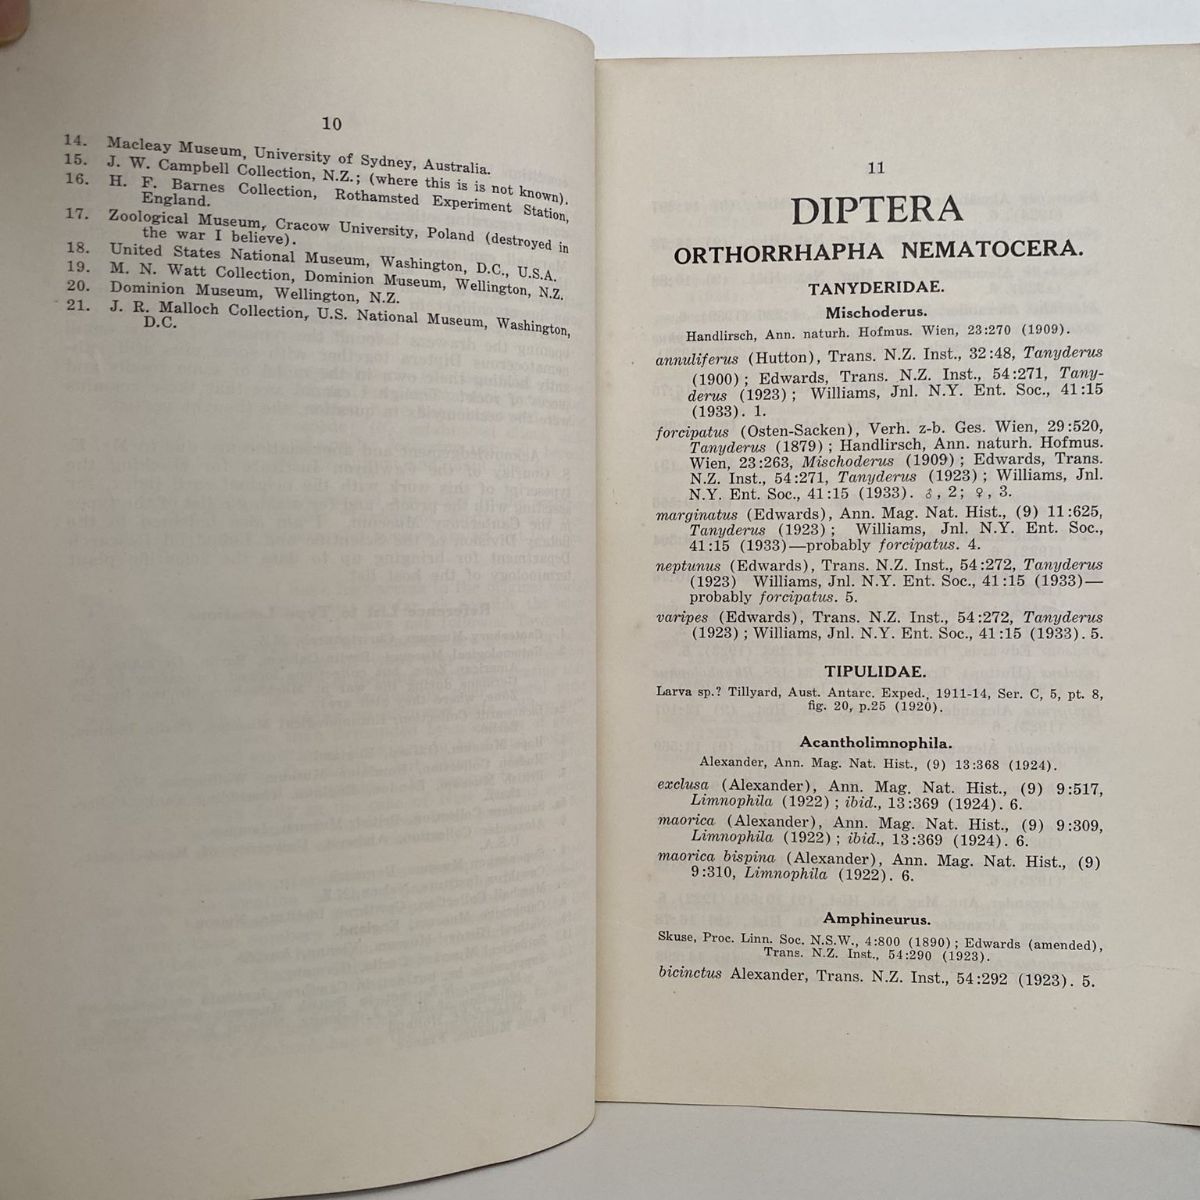 10
14. Macleay Museum, University of Sydney, Australia.
15. J. W. Campbell Collection, N.Z.; (where this is is not known).
16. H. F. Barnes Collection, Rothamsted Experiment Station,
England.
17. Zoological Museum, Cracow University, Poland (destroyed in
the war I believe).
18. United States National Museum, Washington, D.C., U.S.A.
19. M. N. Watt Collection, Dominion Museum, Wellington, N.Z.
20. Dominion Museum, Wellington, N.Z.
21. J. R. Malloch Collection, U.S. National Museum, Washington,
D.C.
11
DIPTERA
ORTHORRHAPHA NEMATOCERA.
TANYDERIDAE.
Mischoderus.
Handlirsch, Ann. naturh. Hofmus. Wien, 23:270 (1909).
annuliferus (Hutton), Trans. N.Z. Inst., 32:48, Tanyderus
(1900); Edwards, Trans. N.Z. Inst., 54:271, Tany-
derus (1923); Williams, Jnl. N.Y. Ent. Soc., 41:15
(1933). 1.
forcipatus (Osten-Sacken), Verh. z-b. Ges. Wien, 29:520,
Tanyderus (1879); Handlirsch, Ann. naturh. Hofmus.
Wien, 23:263, Mischoderus (1909); Edwards, Trans.
N.Z. Inst., 54:271, Tanyderus (1923); Williams, Jnl.
N.Y. Ent. Soc., 41:15 (1933). ♂, 2; ♀, 3.
marginatus (Edwards), Ann. Mag. Nat. Hist., (9) 11:625,
Tanyderus (1923); Williams, Jnl. N.Y. Ent. Soc.,
41:15 (1933)—probably forcipatus. 4.
neptunus (Edwards), Trans. N.Z. Inst., 54:272, Tanyderus
(1923) Williams, Jnl. N.Y. Ent. Soc., 41:15 (1933)—
probably forcipatus. 5.
varipes (Edwards), Trans. N.Z. Inst., 54:272, Tanyderus
(1923); Williams, Jnl. N.Y. Ent. Soc., 41:15 (1933). 5.
TIPULIDAE.
Larva sp.? Tillyard, Aust. Antarc. Exped., 1911-14, Ser. C, 5, pt. 8,
fig. 20, p.25 (1920).
Acantholimnophila.
Alexander, Ann. Mag. Nat. Hist., (9) 13:368 (1924).
exclusa (Alexander), Ann. Mag. Nat. Hist., (9) 9:517,
Limnophila (1922); ibid., 13:369 (1924). 6.
maorica (Alexander), Ann. Mag. Nat. Hist., (9) 9:309,
Limnophila (1922); ibid., 13:369 (1924). 6.
maorica bispina (Alexander), Ann. Mag. Nat. Hist., (9)
9:310, Limnophila (1922). 6.
Amphineurus.
Skuse, Proc. Linn. Soc. N.S.W., 4:800 (1890); Edwards (amended),
Trans. N.Z. Inst., 54:290 (1923).
bicinctus Alexander, Trans. N.Z. Inst., 54:292 (1923). 5.